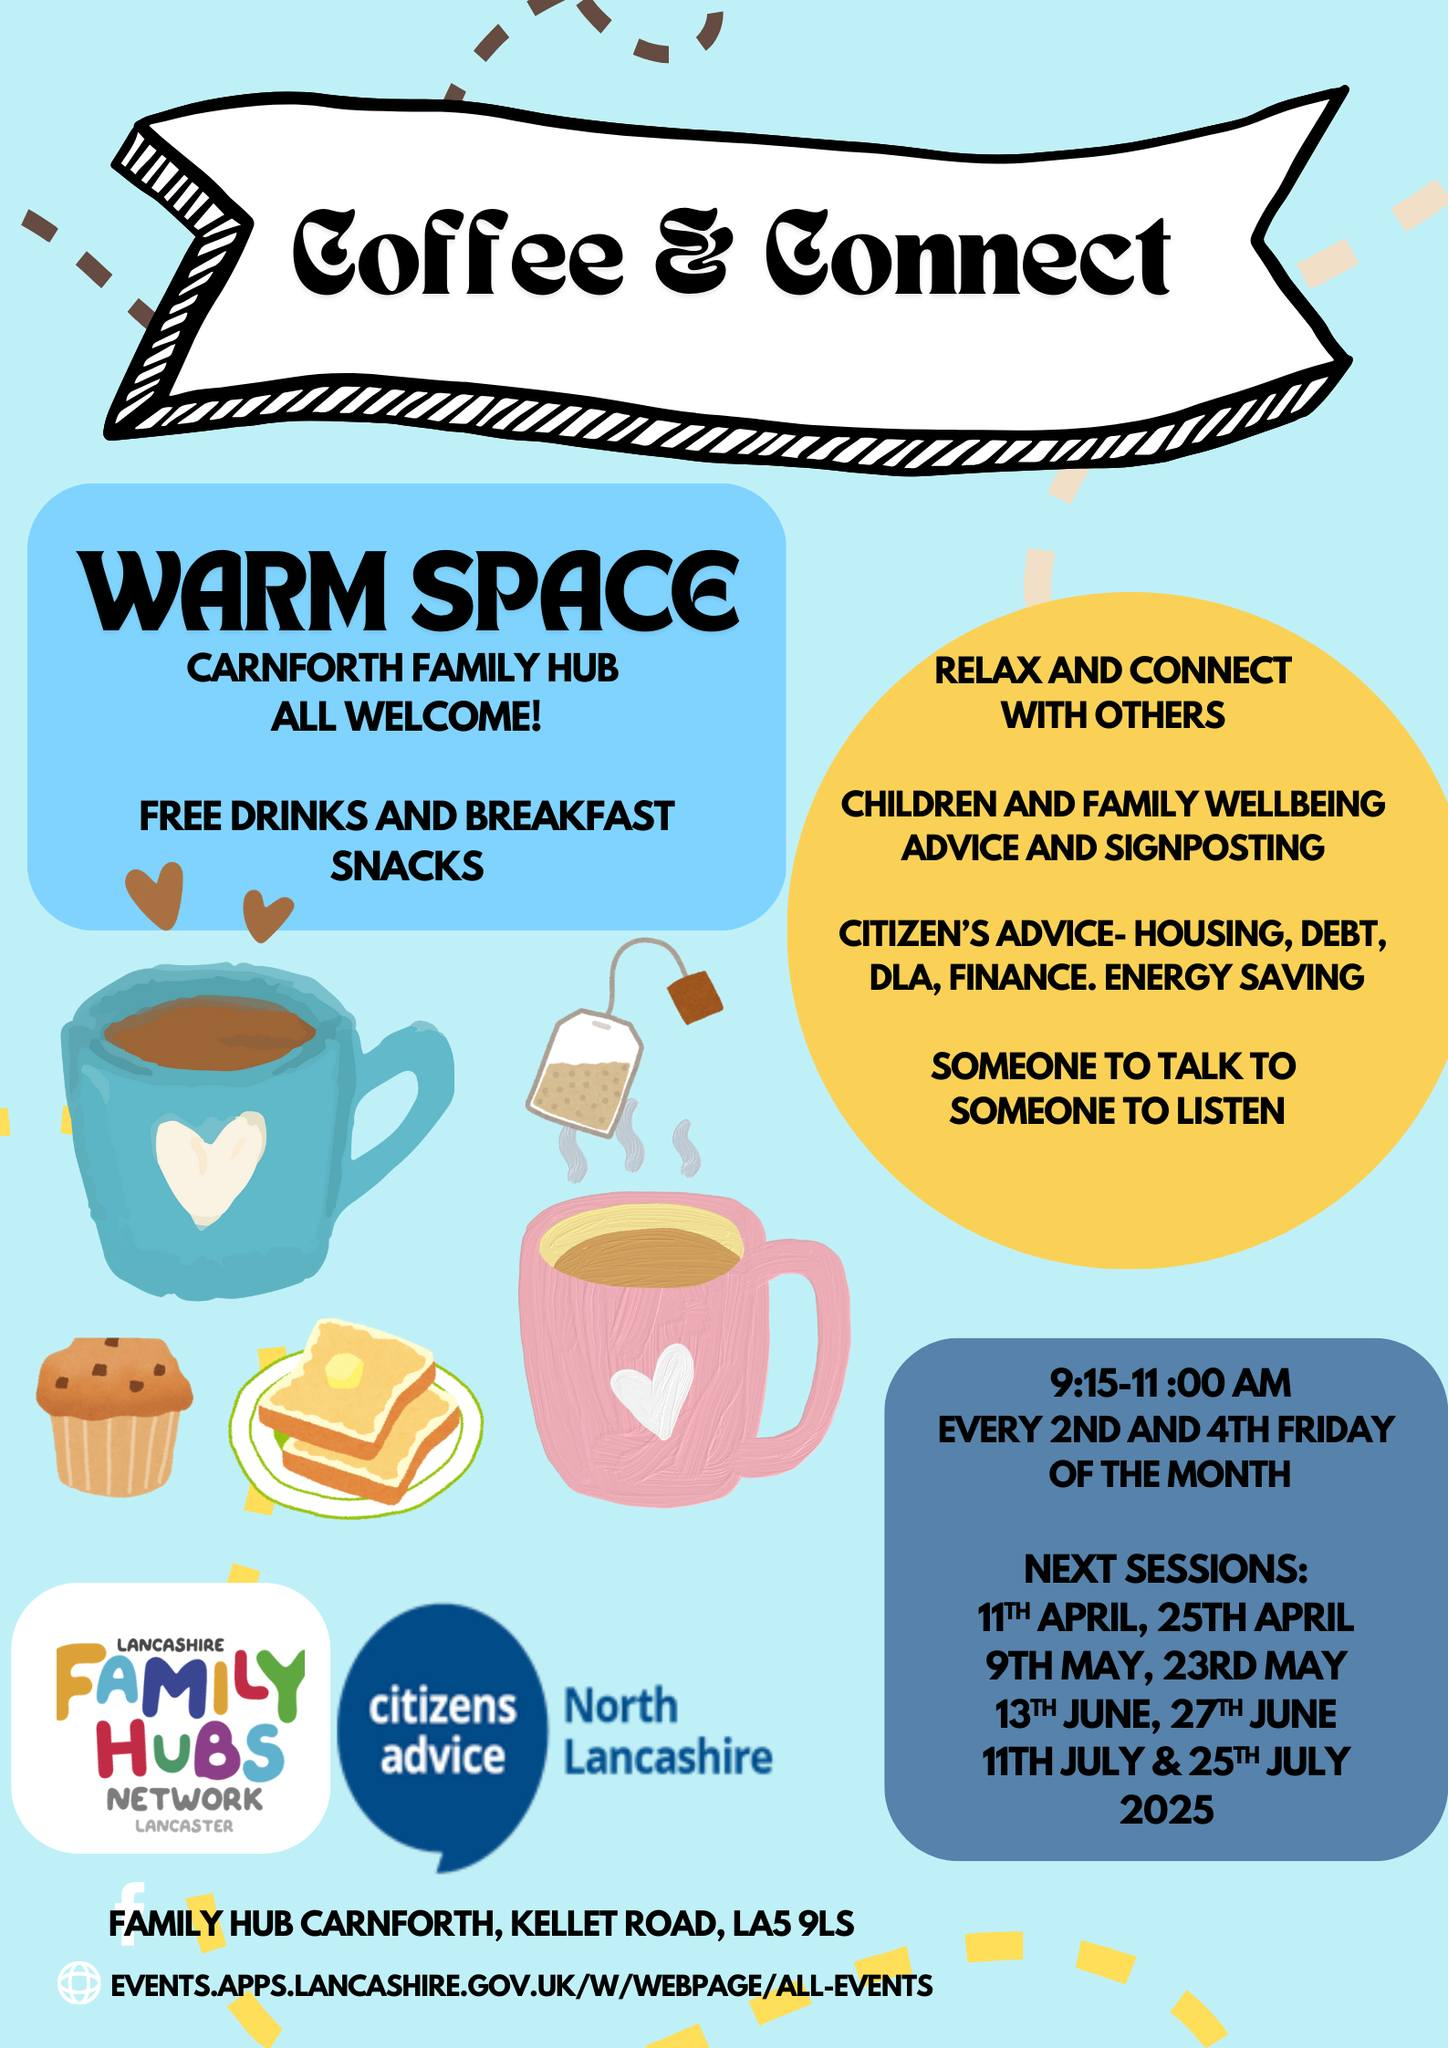 Coffee & Connect
WARM SPACE
CARNFORTH FAMILY HUB
ALL WELCOME!
FREE DRINKS AND BREAKFAST
SNACKS
RELAX AND CONNECT
WITH OTHERS
CHILDREN AND FAMILY WELLBEING
ADVICE AND SIGNPOSTING
CITIZEN'S ADVICE- HOUSING, DEBT,
DLA, FINANCE. ENERGY SAVING
SOMEONE TO TALK TO
SOMEONE TO LISTEN
9:15-11 :00 AM
EVERY 2ND AND 4TH FRIDAY
OF THE MONTH
NEXT SESSIONS:
11TH APRIL, 25TH APRIL
9TH MAY, 23RD MAY
13TH JUNE, 27TH JUNE
11TH JULY & 25TH JULY
2025
LANCASHIRE
FAMILY
HUBS
NETWORK
LANCASTER
citizens
advice
North
Lancashire
FAMILY HUB CARNFORTH, KELLET ROAD, LA5 9LS
EVENTS.APPS.LANCASHIRE.GOV.UK/W/WEBPAGE/ALL-EVENTS